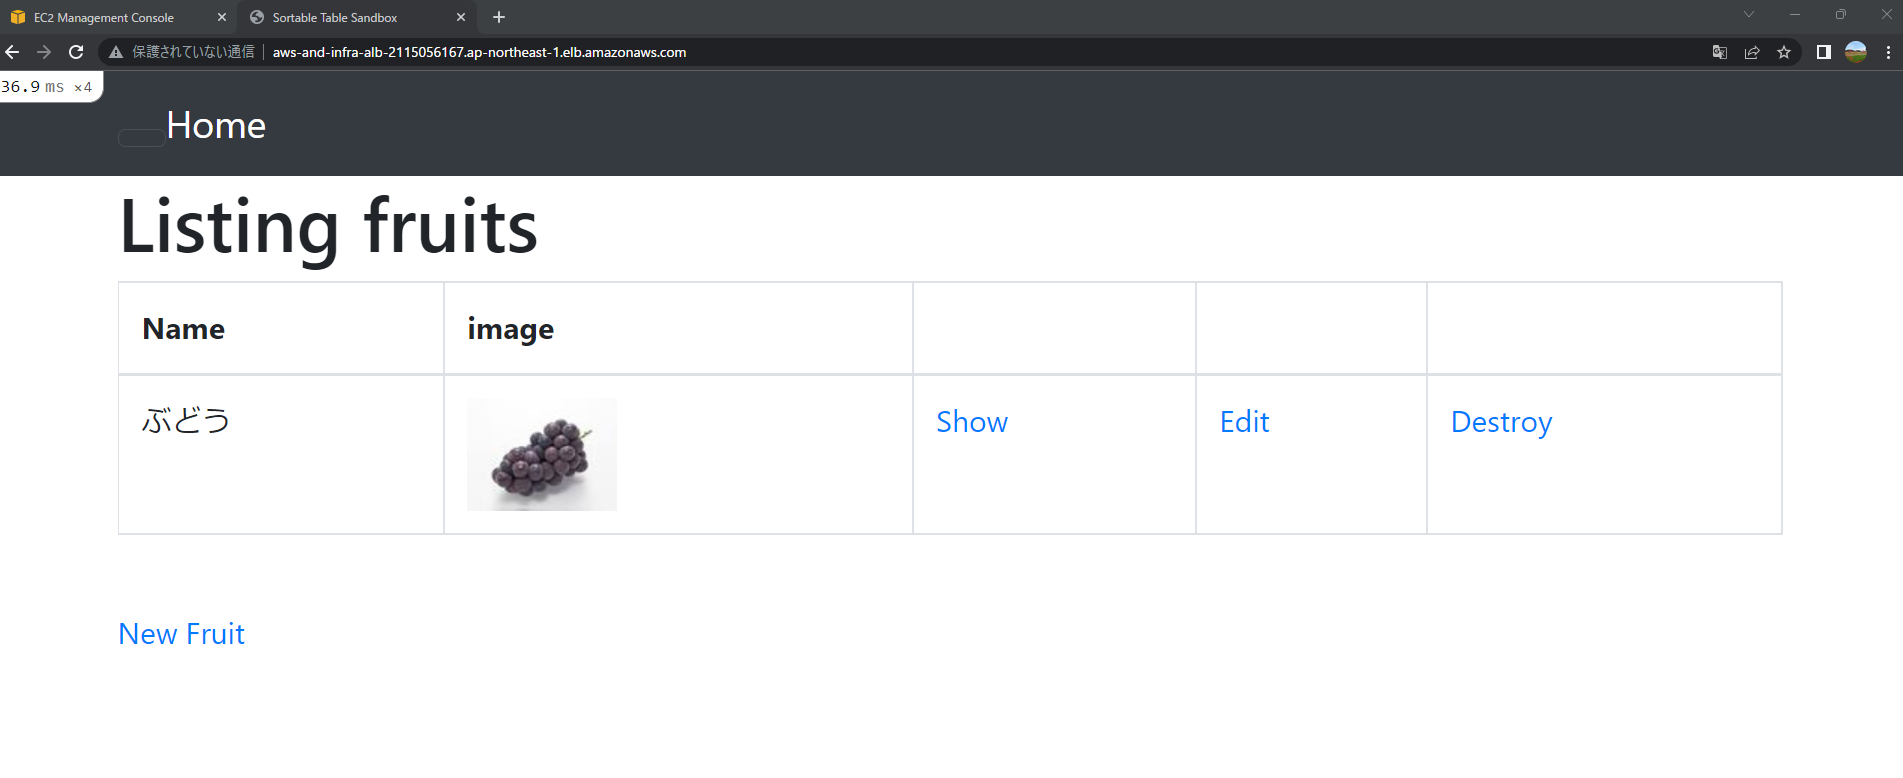 EC2 Management Console
Sortable Table Sandbox
保護されていない通信 aws-and-infra-alb-2115056167.ap-northeast-1.elb.amazonaws.com
36.9 ms ×4
Home
Listing fruits
Name image
ぶどう Show Edit Destroy
New Fruit